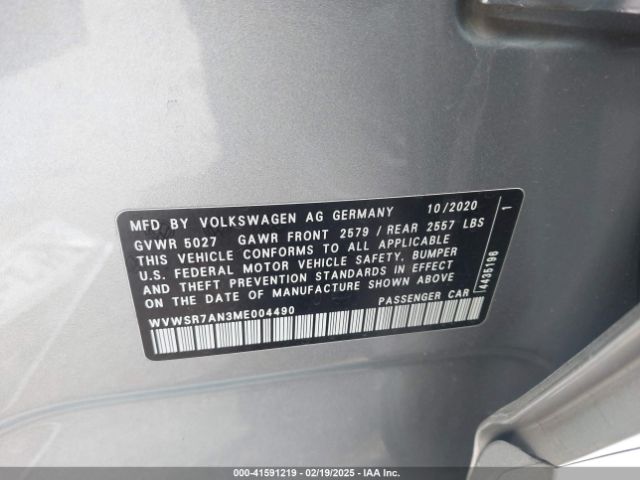 MFD BY VOLKSWAGEN AG GERMANY 10/2020
GVWR 5027 GAWR FRONT 2579 / REAR 2557 LBS
THIS VEHICLE CONFORMS TO ALL APPLICABLE
U.S. FEDERAL MOTOR VEHICLE SAFETY, BUMPER
AND THEFT PREVENTION STANDARDS IN EFFECT
ON THE DATE OF MANUFACTURE SHOWN ABOVE
WVWSR7AN3ME004490 PASSENGER CAR
4435196 1
000-41591219 - 02/19/2025 - IAA Inc.